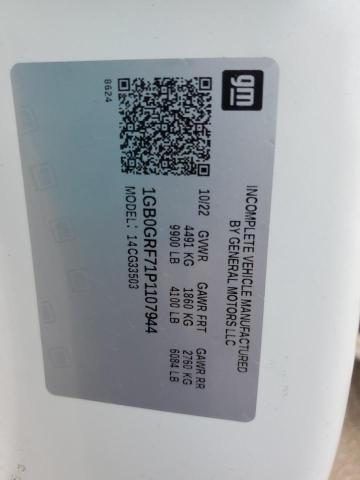 gm
INCOMPLETE VEHICLE MANUFACTURED
BY GENERAL MOTORS LLC
10/22 GVWR GAWR FRT GAWR RR
4491 KG 1860 KG 2760 KG
9900 LB 4100 LB 6084 LB
1GB0GRF71P1107944
MODEL: 14CG33503
8624